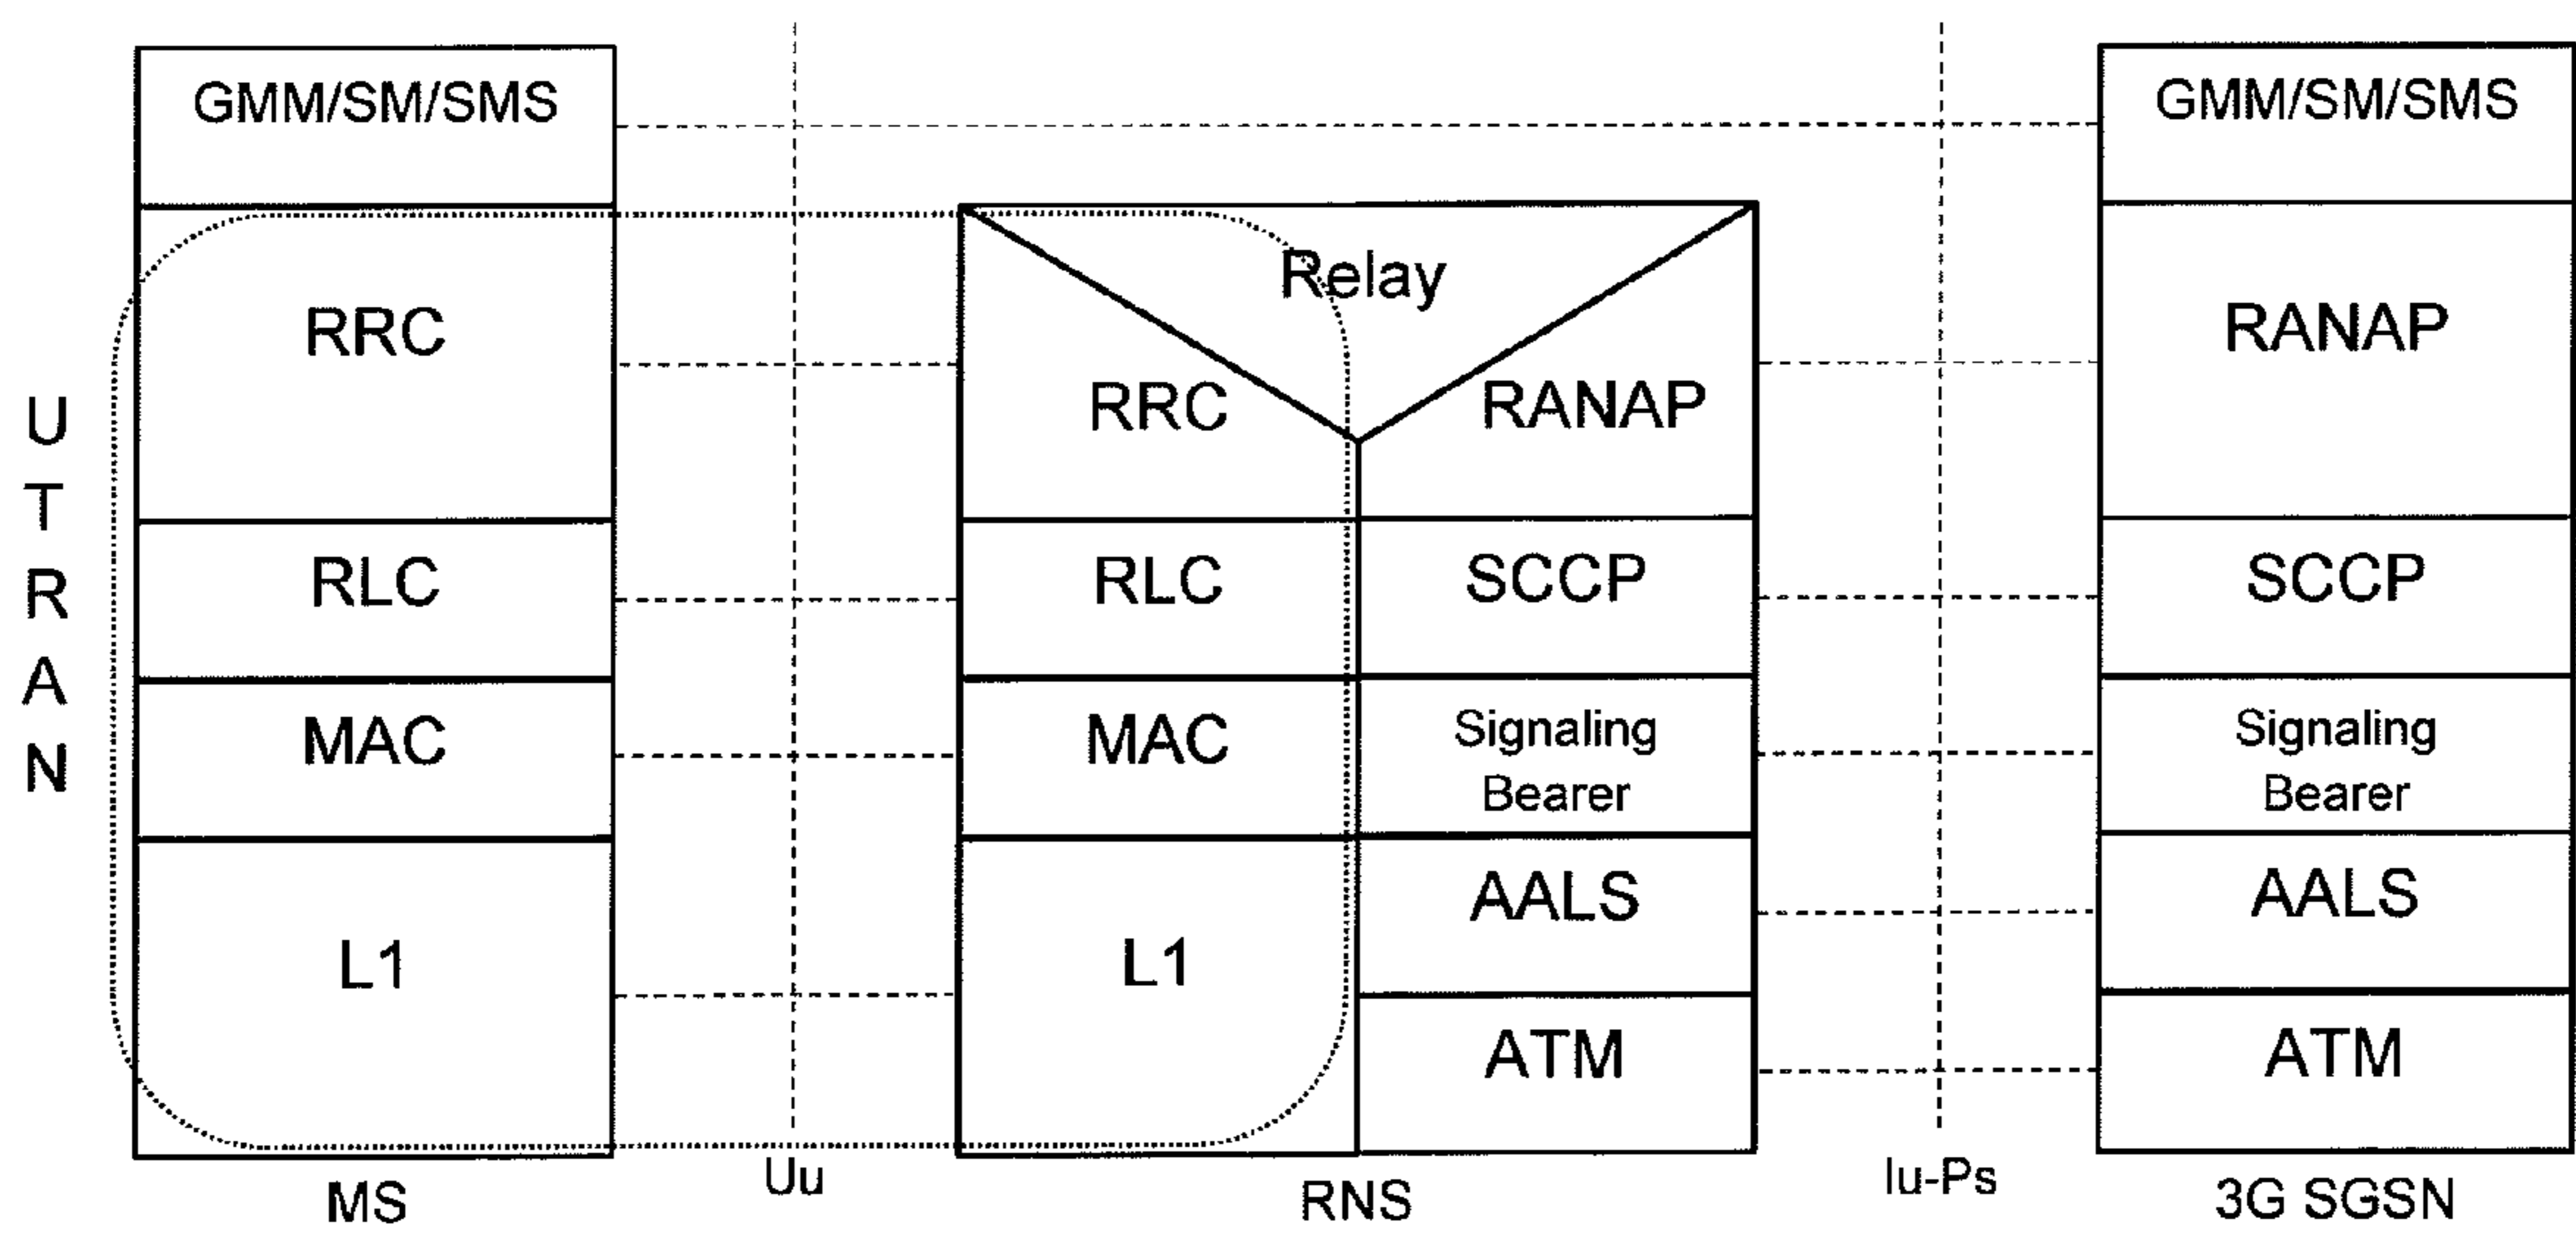 UTRAN
GMM/SM/SMS
RRC
RLC
MAC
L1
MS
Uu
Relay
RRC
RANAP
RLC
SCCP
MAC
Signaling
Bearer
L1
AALS
ATM
RNS
Iu-Ps
GMM/SM/SMS
RANAP
SCCP
Signaling
Bearer
AALS
ATM
3G SGSN